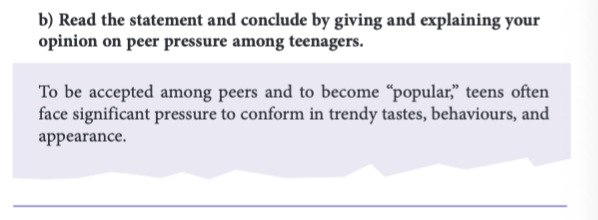 b) Read the statement and conclude by giving and explaining your
opinion on peer pressure among teenagers.
To be accepted among peers and to become “popular,” teens often
face significant pressure to conform in trendy tastes, behaviours, and
appearance.